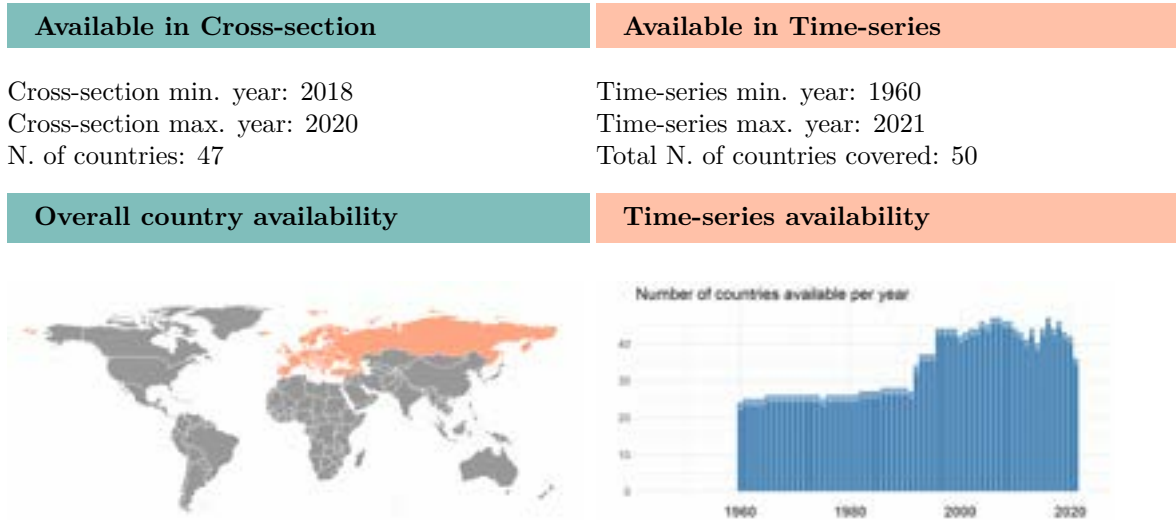 Available in Cross-section
Available in Time-series
Cross-section min. year: 2018
Cross-section max. year: 2020
N. of countries: 47
Time-series min. year: 1960
Time-series max. year: 2021
Total N. of countries covered: 50
Overall country availability
Time-series availability
Number of countries available per year
40
30
20
10
0
1960
1980
2000
2020